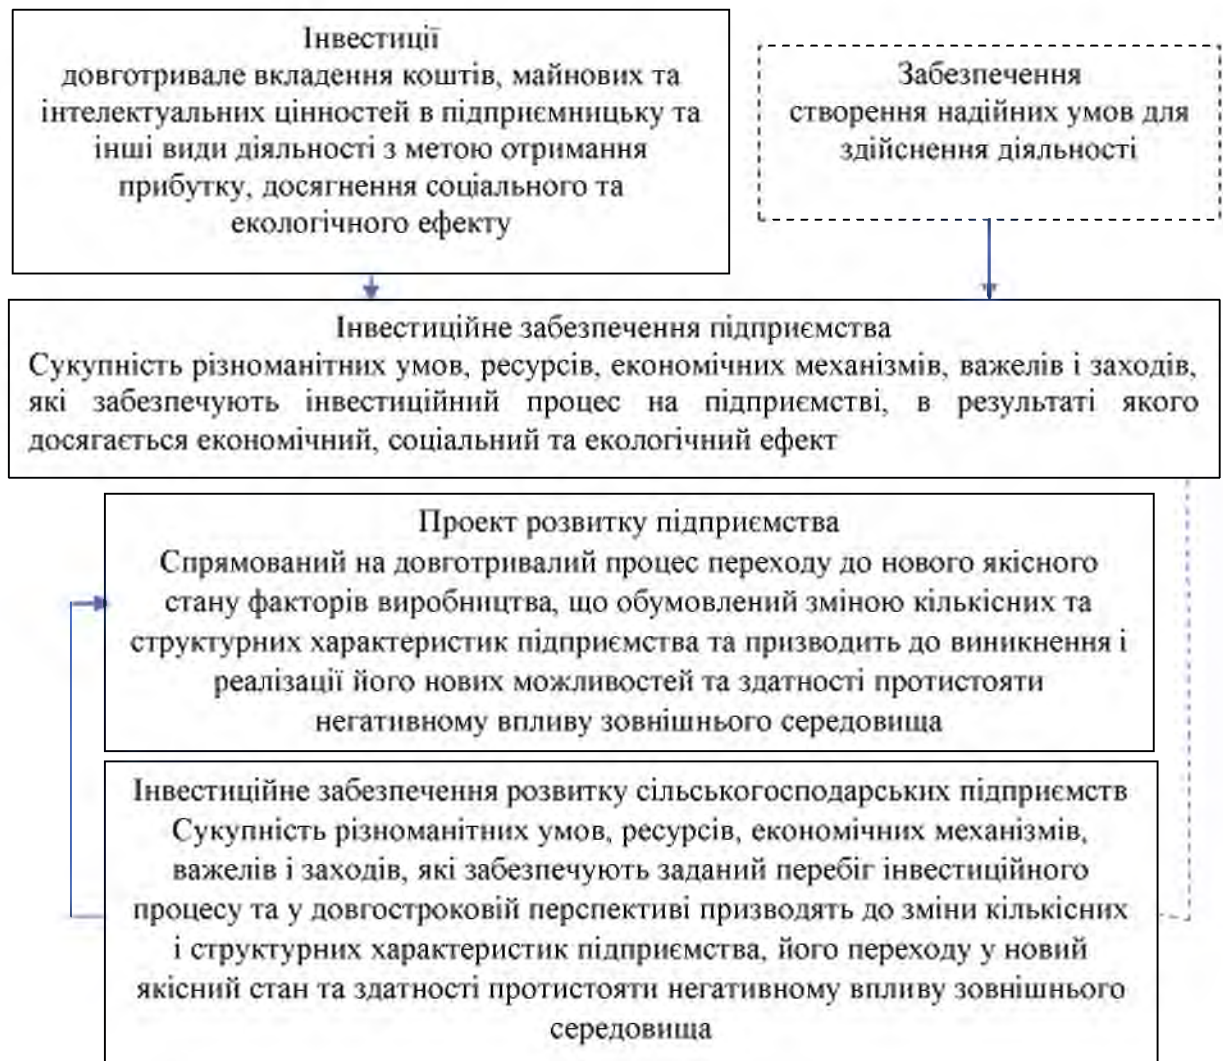 Інвестиції
довготривале вкладення коштів, майнових та
інтелектуальних цінностей в підприємницьку та
інші види діяльності з метою отримання
прибутку, досягнення соціального та
екологічного ефекту
Забезпечення
створення надійних умов для
здійснення діяльності
Інвестиційне забезпечення підприємства
Сукупність різноманітних умов, ресурсів, економічних механізмів, важелів і заходів,
які забезпечують інвестиційний процес на підприємстві, в результаті якого
досягається економічний, соціальний та екологічний ефект
Проект розвитку підприємства
Спрямований на довготривалий процес переходу до нового якісного
стану факторів виробництва, що обумовлений зміною кількісних та
структурних характеристик підприємства та призводить до виникнення і
реалізації його нових можливостей та здатності протистояти
негативному впливу зовнішнього середовища
Інвестиційне забезпечення розвитку сільськогосподарських підприємств
Сукупність різноманітних умов, ресурсів, економічних механізмів,
важелів і заходів, які забезпечують заданий перебіг інвестиційного
процесу та у довгостроковій перспективі призводять до зміни кількісних
і структурних характеристик підприємства, його переходу у новий
якісний стан та здатності протистояти негативному впливу зовнішнього
середовища